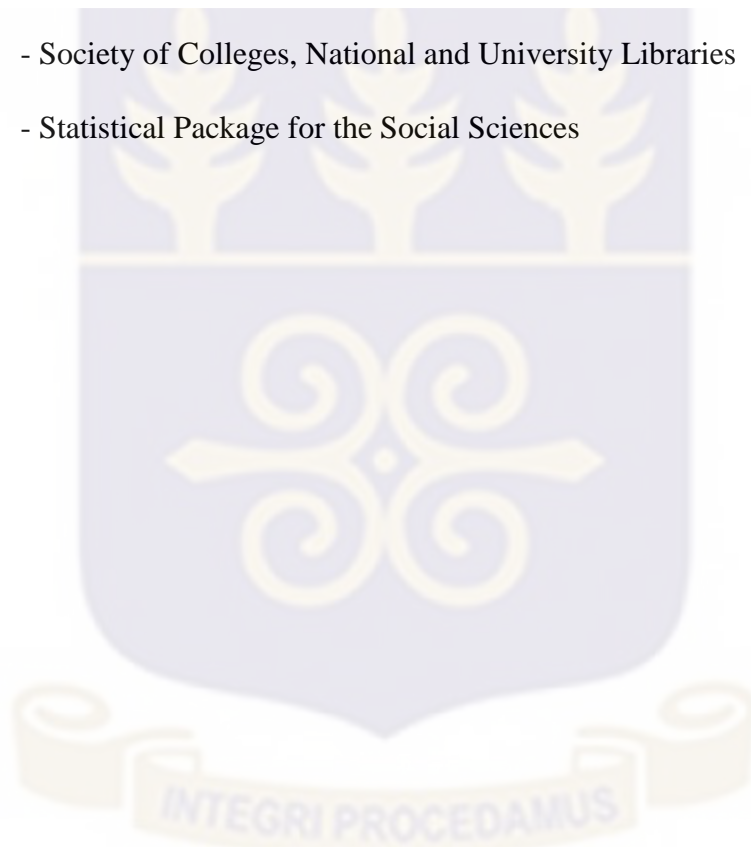 - Society of Colleges, National and University Libraries
- Statistical Package for the Social Sciences
INTEGRI PROCEDAMUS